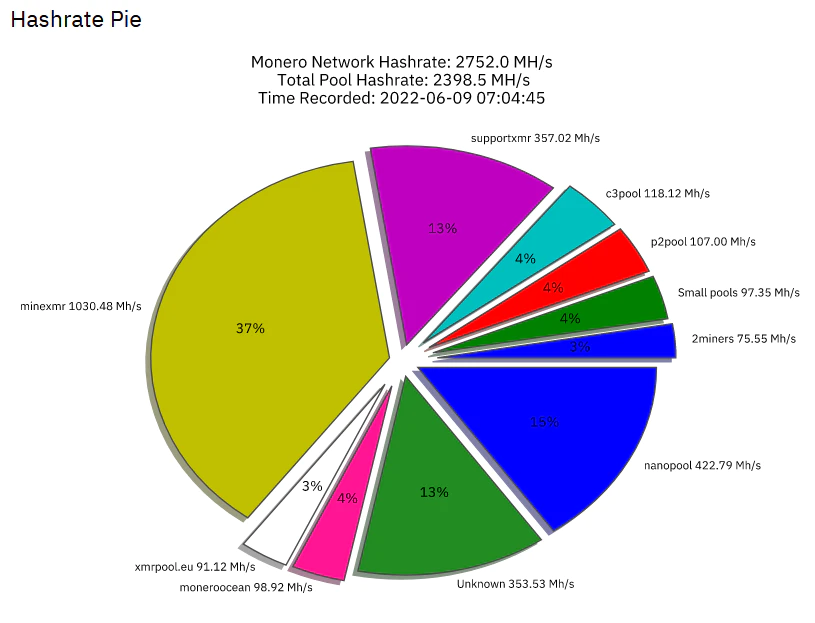 Hashrate Pie
Monero Network Hashrate: 2752.0 MH/s
Total Pool Hashrate: 2398.5 MH/s
Time Recorded: 2022-06-09 07:04:45
supportxmr 357.02 Mh/s
13%
c3pool 118.12 Mh/s
4%
p2pool 107.00 Mh/s
4%
Small pools 97.35 Mh/s
4%
2miners 75.55 Mh/s
3%
minexmr 1030.48 Mh/s
37%
nanopool 422.79 Mh/s
15%
xmrpool.eu 91.12 Mh/s
3%
moneroocean 98.92 Mh/s
4%
Unknown 353.53 Mh/s
13%